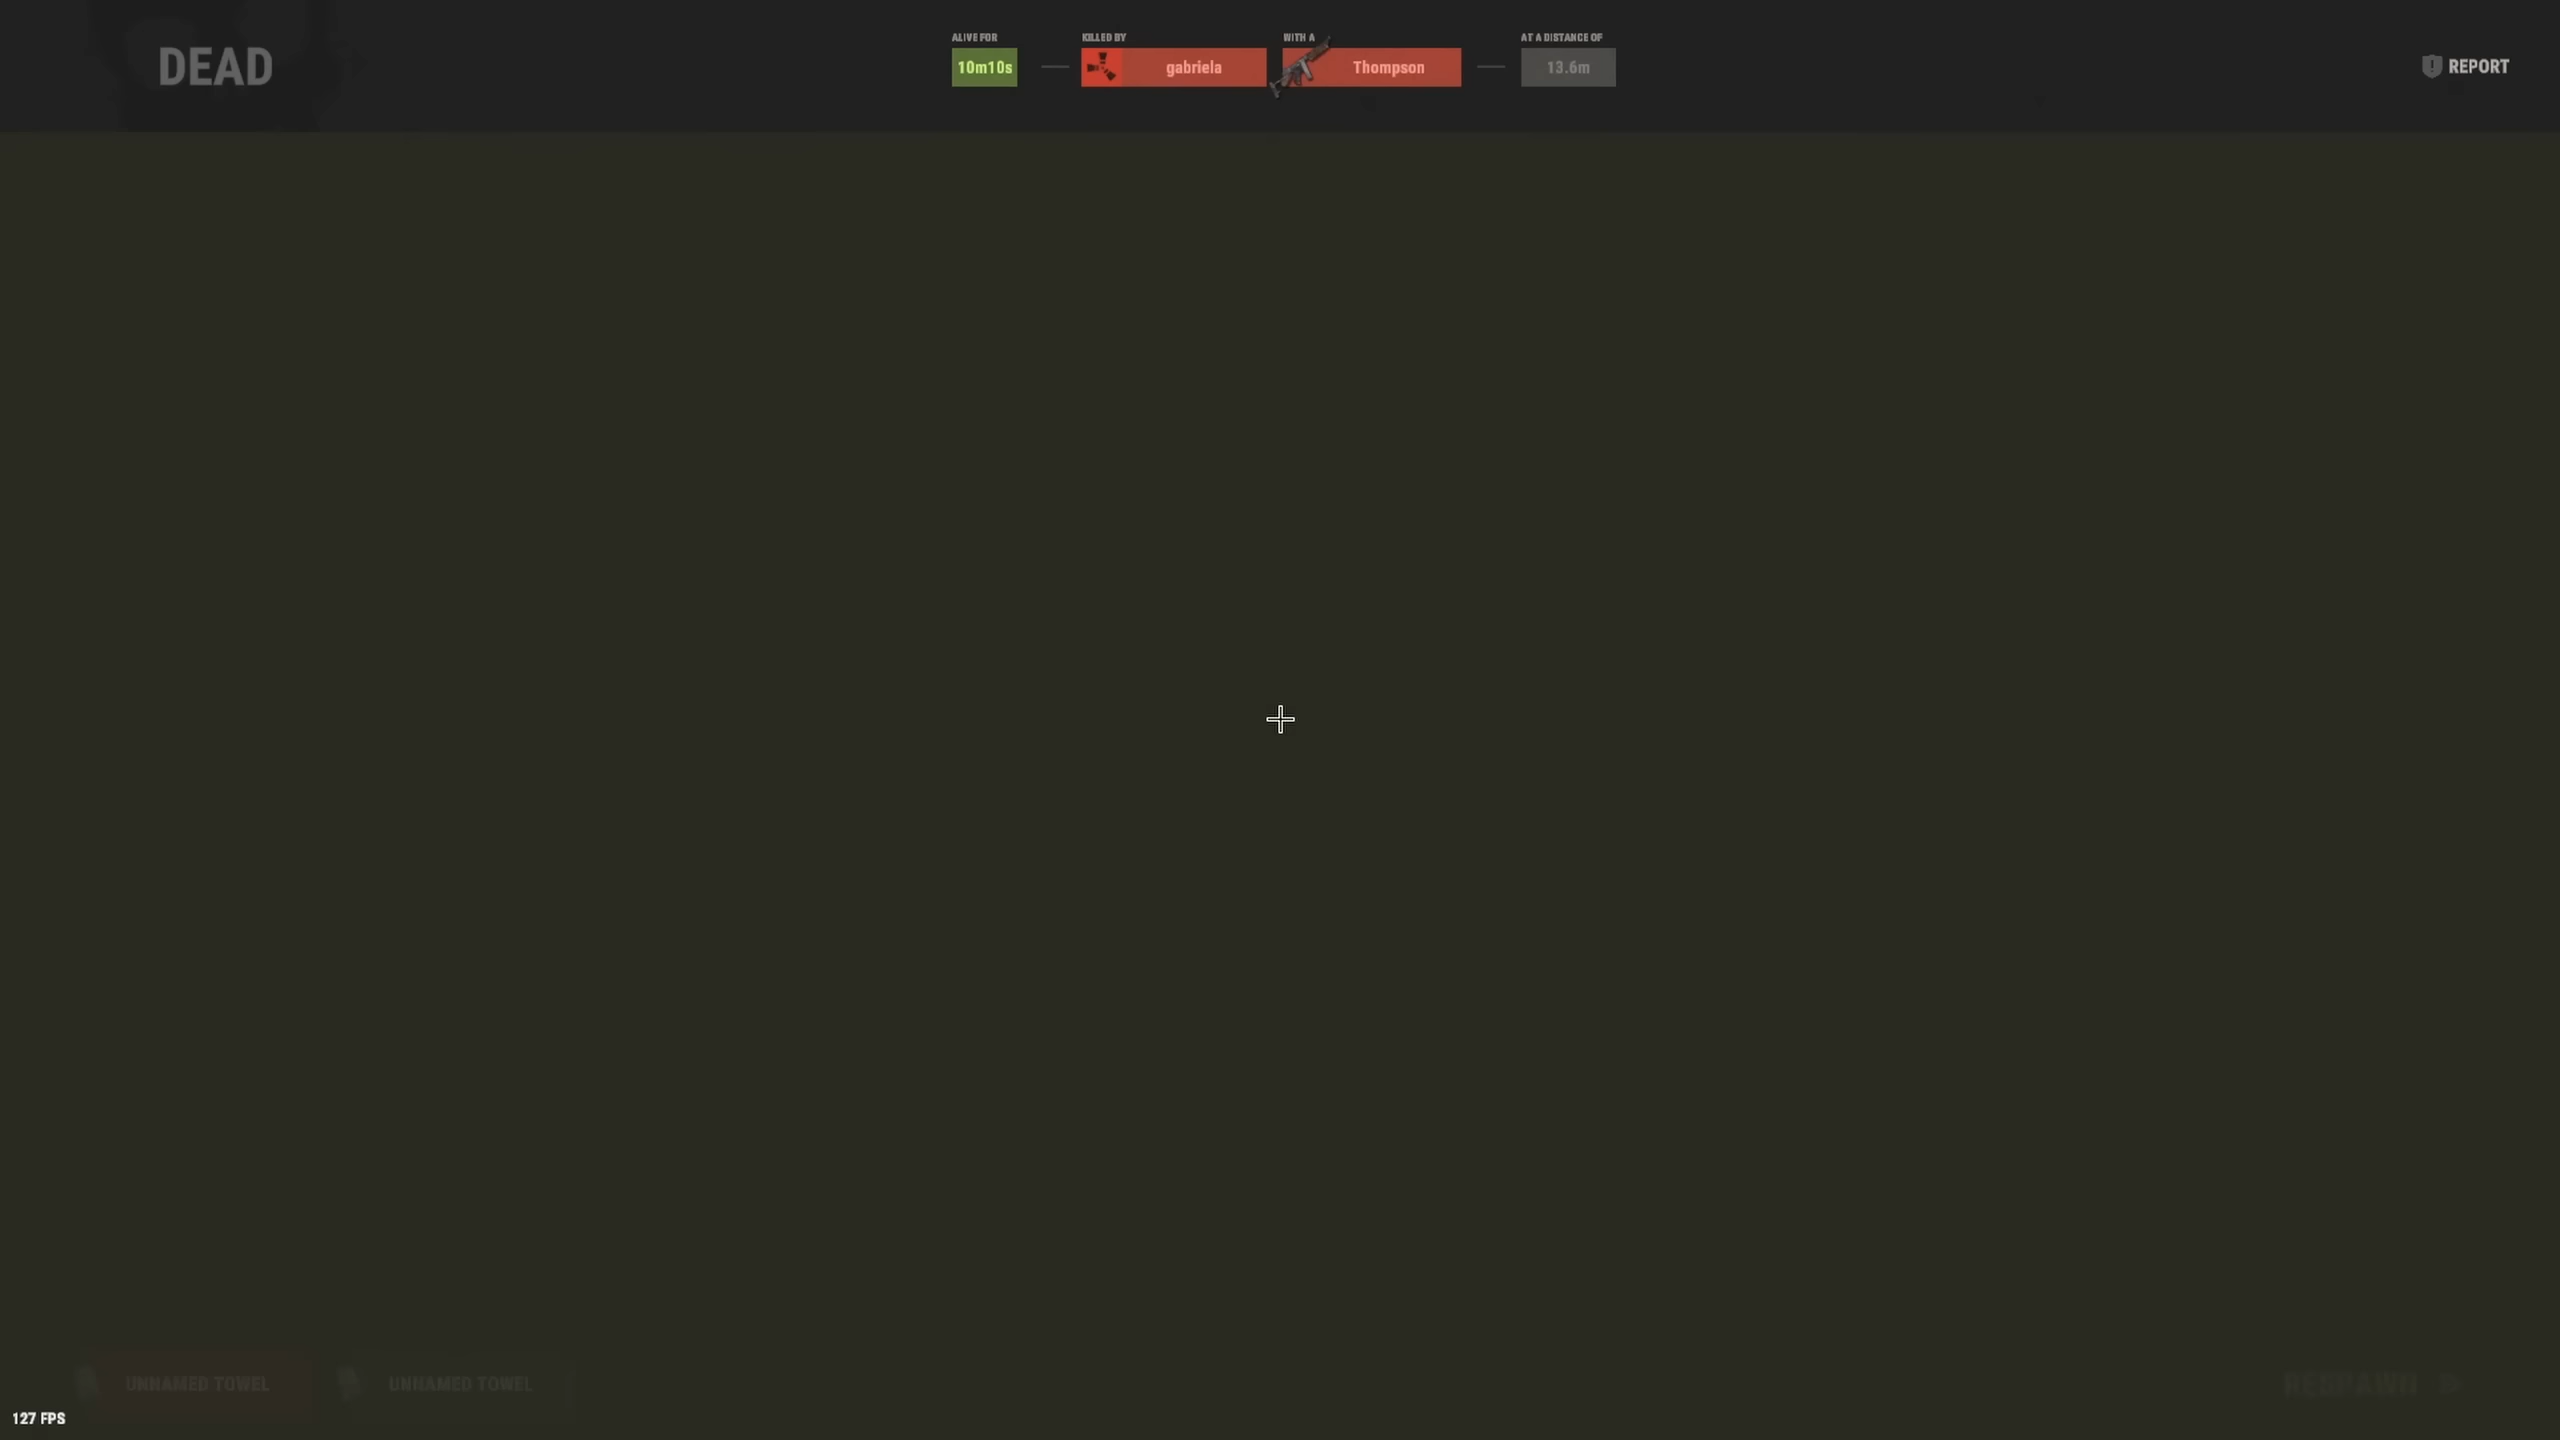 DEAD
ALIVE FOR
10m10s
KILLED BY
gabriela
WITH A
Thompson
AT A DISTANCE OF
13.6m
REPORT
UNNAMED TOWEL
UNNAMED TOWEL
RESPAWN
127 FPS